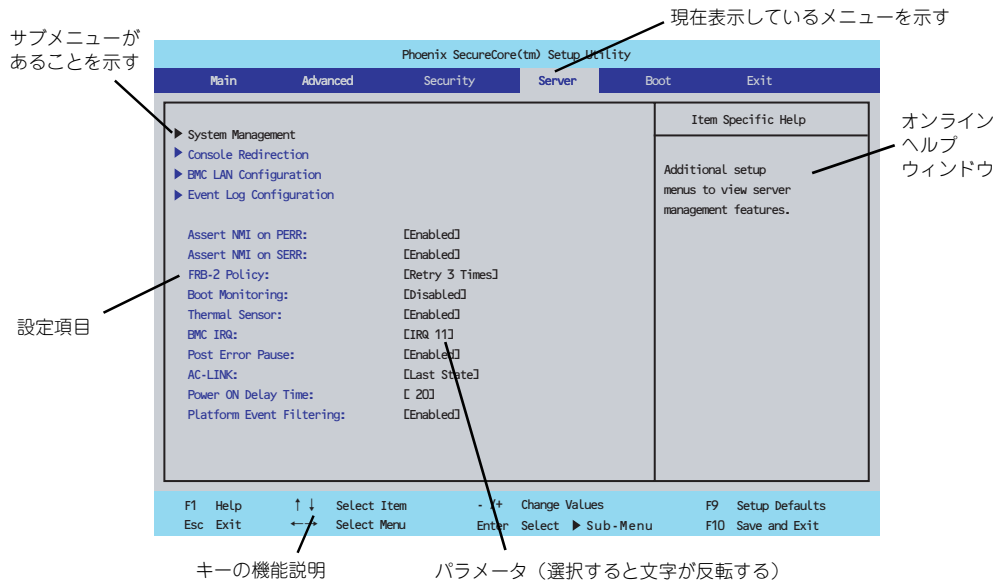 現在表示しているメニューを示す
サブメニューが
あることを示す
Phoenix SecureCore(tm) Setup Utility
Main Advanced Security Server Boot Exit
System Management
Console Redirection
BMC LAN Configuration
Event Log Configuration
Item Specific Help
Additional setup
menus to view server
management features.
オンライン
ヘルプ
ウィンドウ
Assert NMI on PERR: [Enabled]
Assert NMI on SERR: [Enabled]
FRB-2 Policy: [Retry 3 Times]
Boot Monitoring: [Disabled]
Thermal Sensor: [Enabled]
BMC IRQ: [IRQ 11]
Post Error Pause: [Enabled]
AC-LINK: [Last State]
Power ON Delay Time: [ 20]
Platform Event Filtering: [Enabled]
設定項目
F1 Help ↑↓ Select Item - /+ Change Values F9 Setup Defaults
Esc Exit ←→ Select Menu Enter Select ▶ Sub-Menu F10 Save and Exit
キーの機能説明
パラメータ（選択すると文字が反転する）